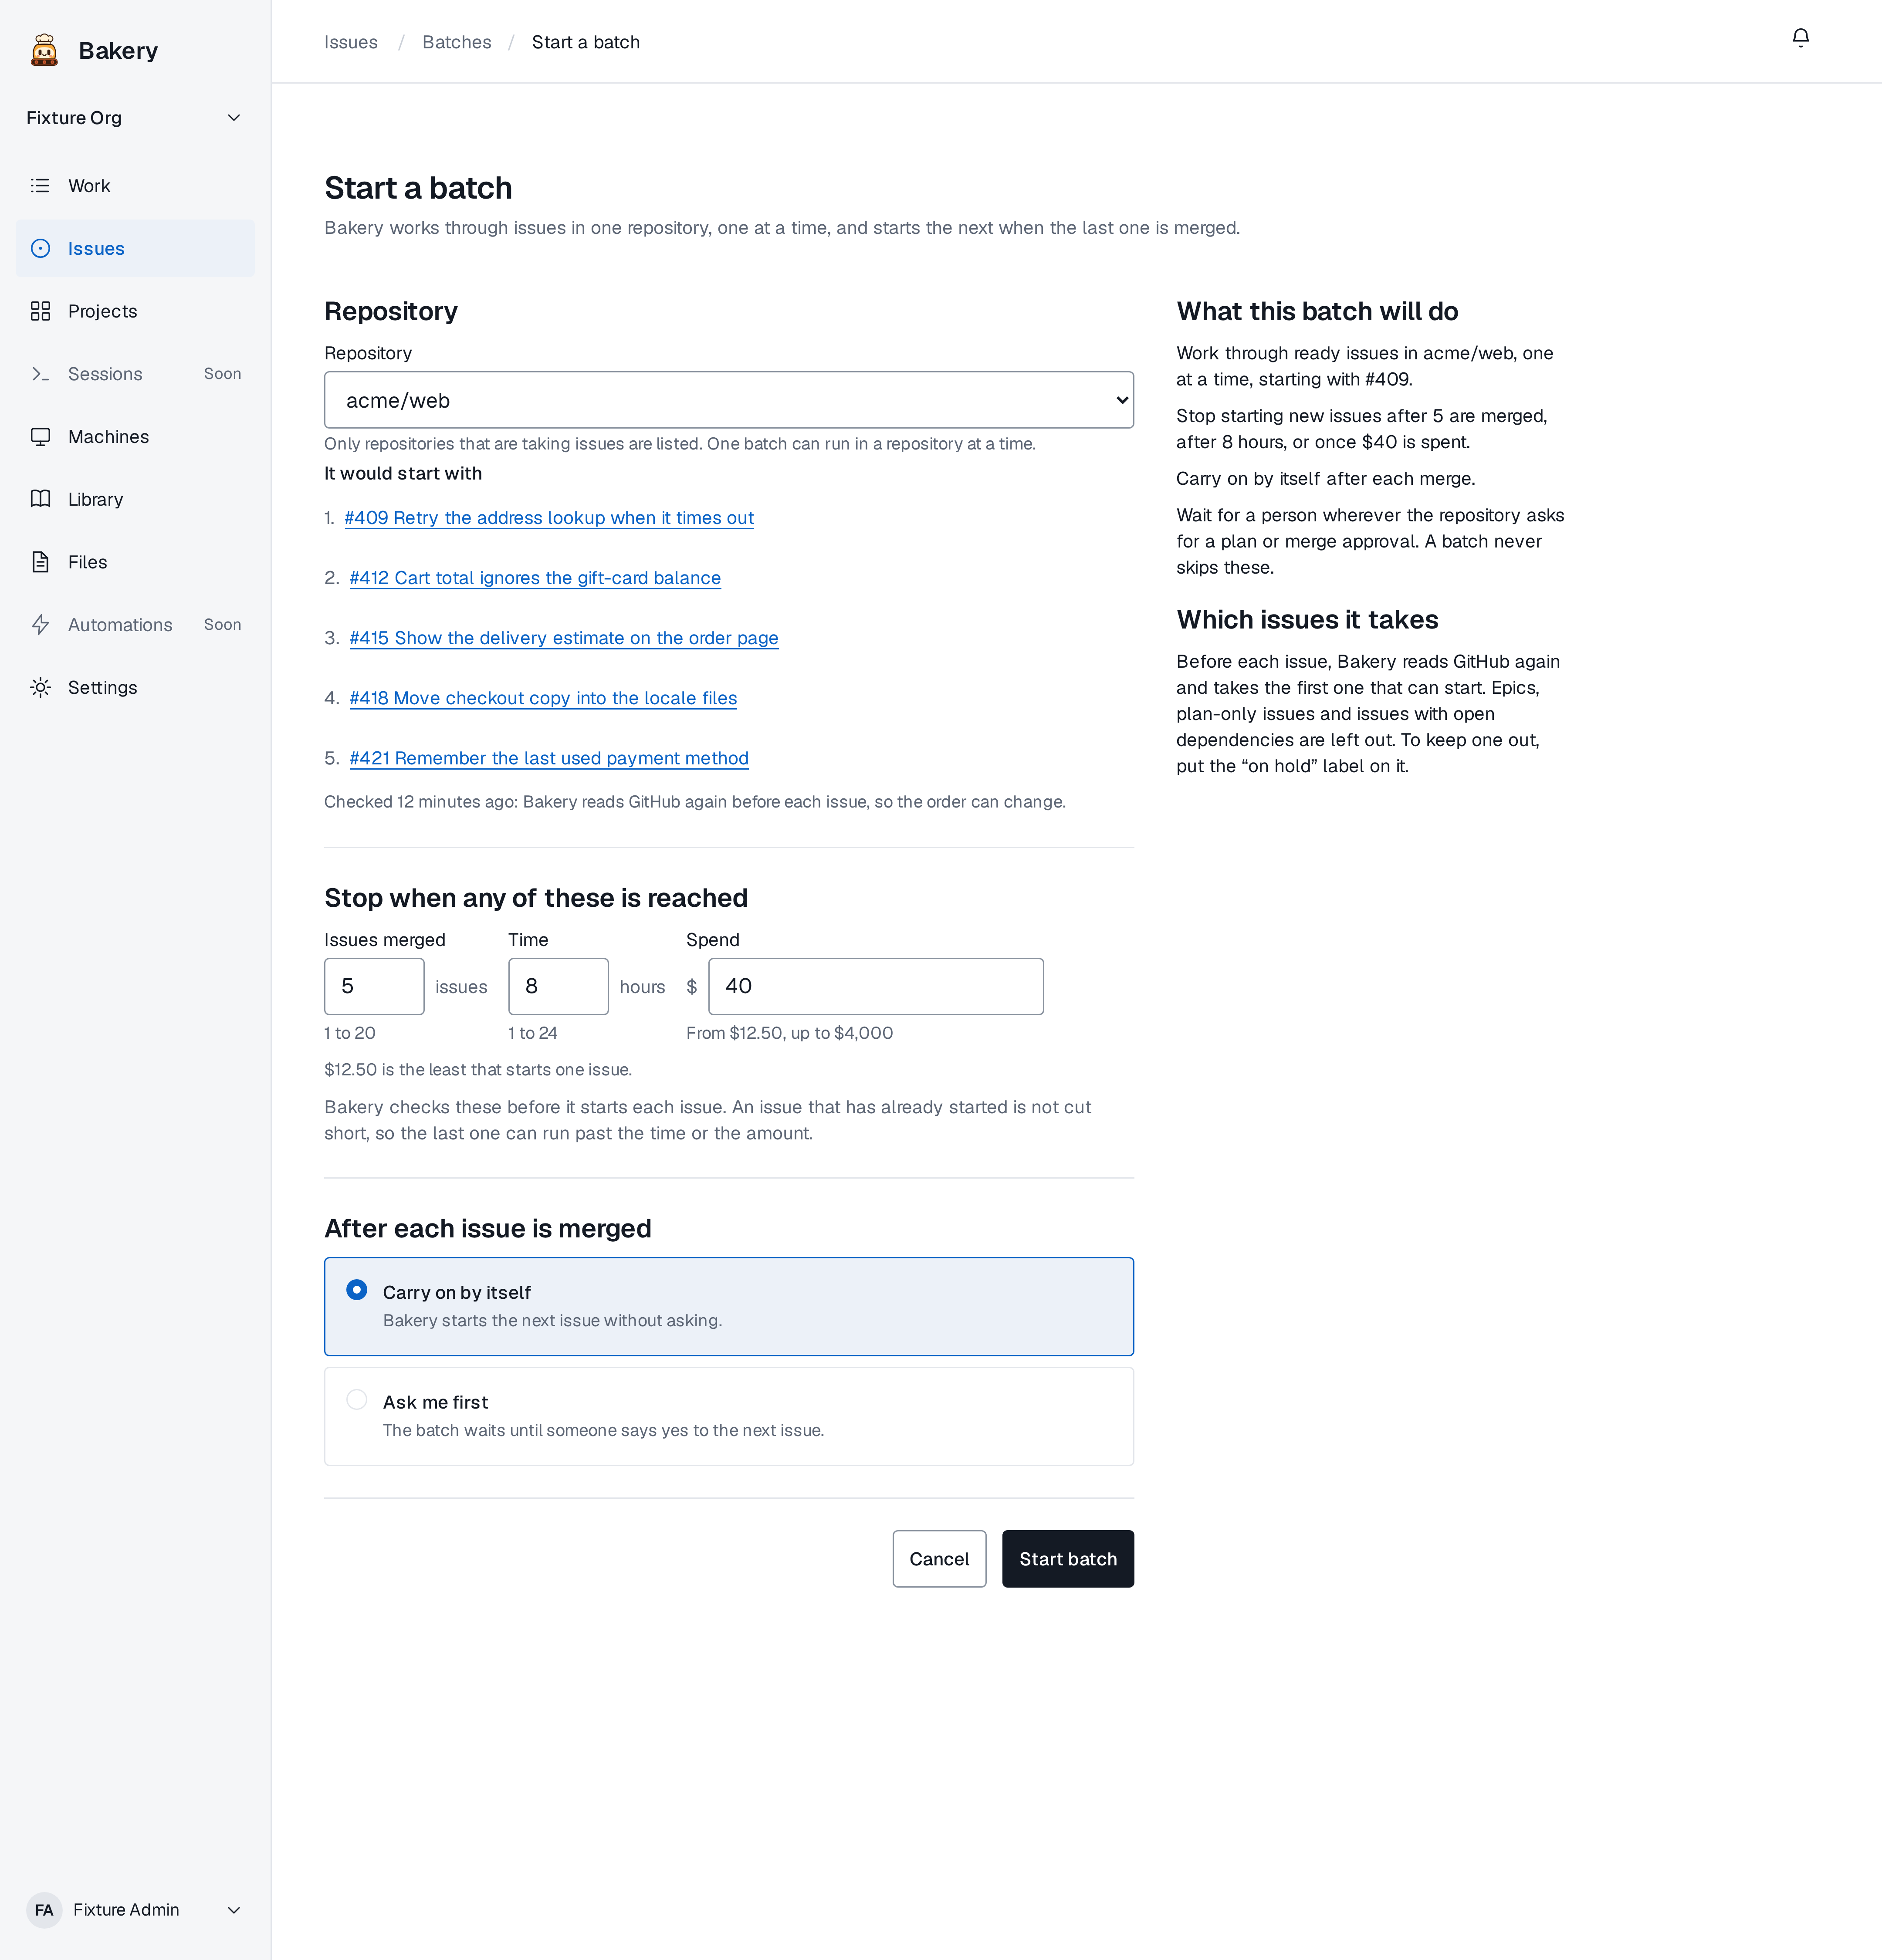 Bakery
Fixture Org
Work
Issues
Projects
Sessions Soon
Machines
Library
Files
Automations Soon
Settings
FA Fixture Admin
Issues / Batches / Start a batch
Start a batch
Bakery works through issues in one repository, one at a time, and starts the next when the last one is merged.
Repository
Repository
acme/web
Only repositories that are taking issues are listed. One batch can run in a repository at a time.
It would start with
1. #409 Retry the address lookup when it times out
2. #412 Cart total ignores the gift-card balance
3. #415 Show the delivery estimate on the order page
4. #418 Move checkout copy into the locale files
5. #421 Remember the last used payment method
Checked 12 minutes ago: Bakery reads GitHub again before each issue, so the order can change.
Stop when any of these is reached
Issues merged Time Spend
5 issues 8 hours $ 40
1 to 20 1 to 24 From $12.50, up to $4,000
$12.50 is the least that starts one issue.
Bakery checks these before it starts each issue. An issue that has already started is not cut
short, so the last one can run past the time or the amount.
After each issue is merged
Carry on by itself
Bakery starts the next issue without asking.
Ask me first
The batch waits until someone says yes to the next issue.
Cancel Start batch
What this batch will do
Work through ready issues in acme/web, one
at a time, starting with #409.
Stop starting new issues after 5 are merged,
after 8 hours, or once $40 is spent.
Carry on by itself after each merge.
Wait for a person wherever the repository asks
for a plan or merge approval. A batch never
skips these.
Which issues it takes
Before each issue, Bakery reads GitHub again
and takes the first one that can start. Epics,
plan-only issues and issues with open
dependencies are left out. To keep one out,
put the “on hold” label on it.